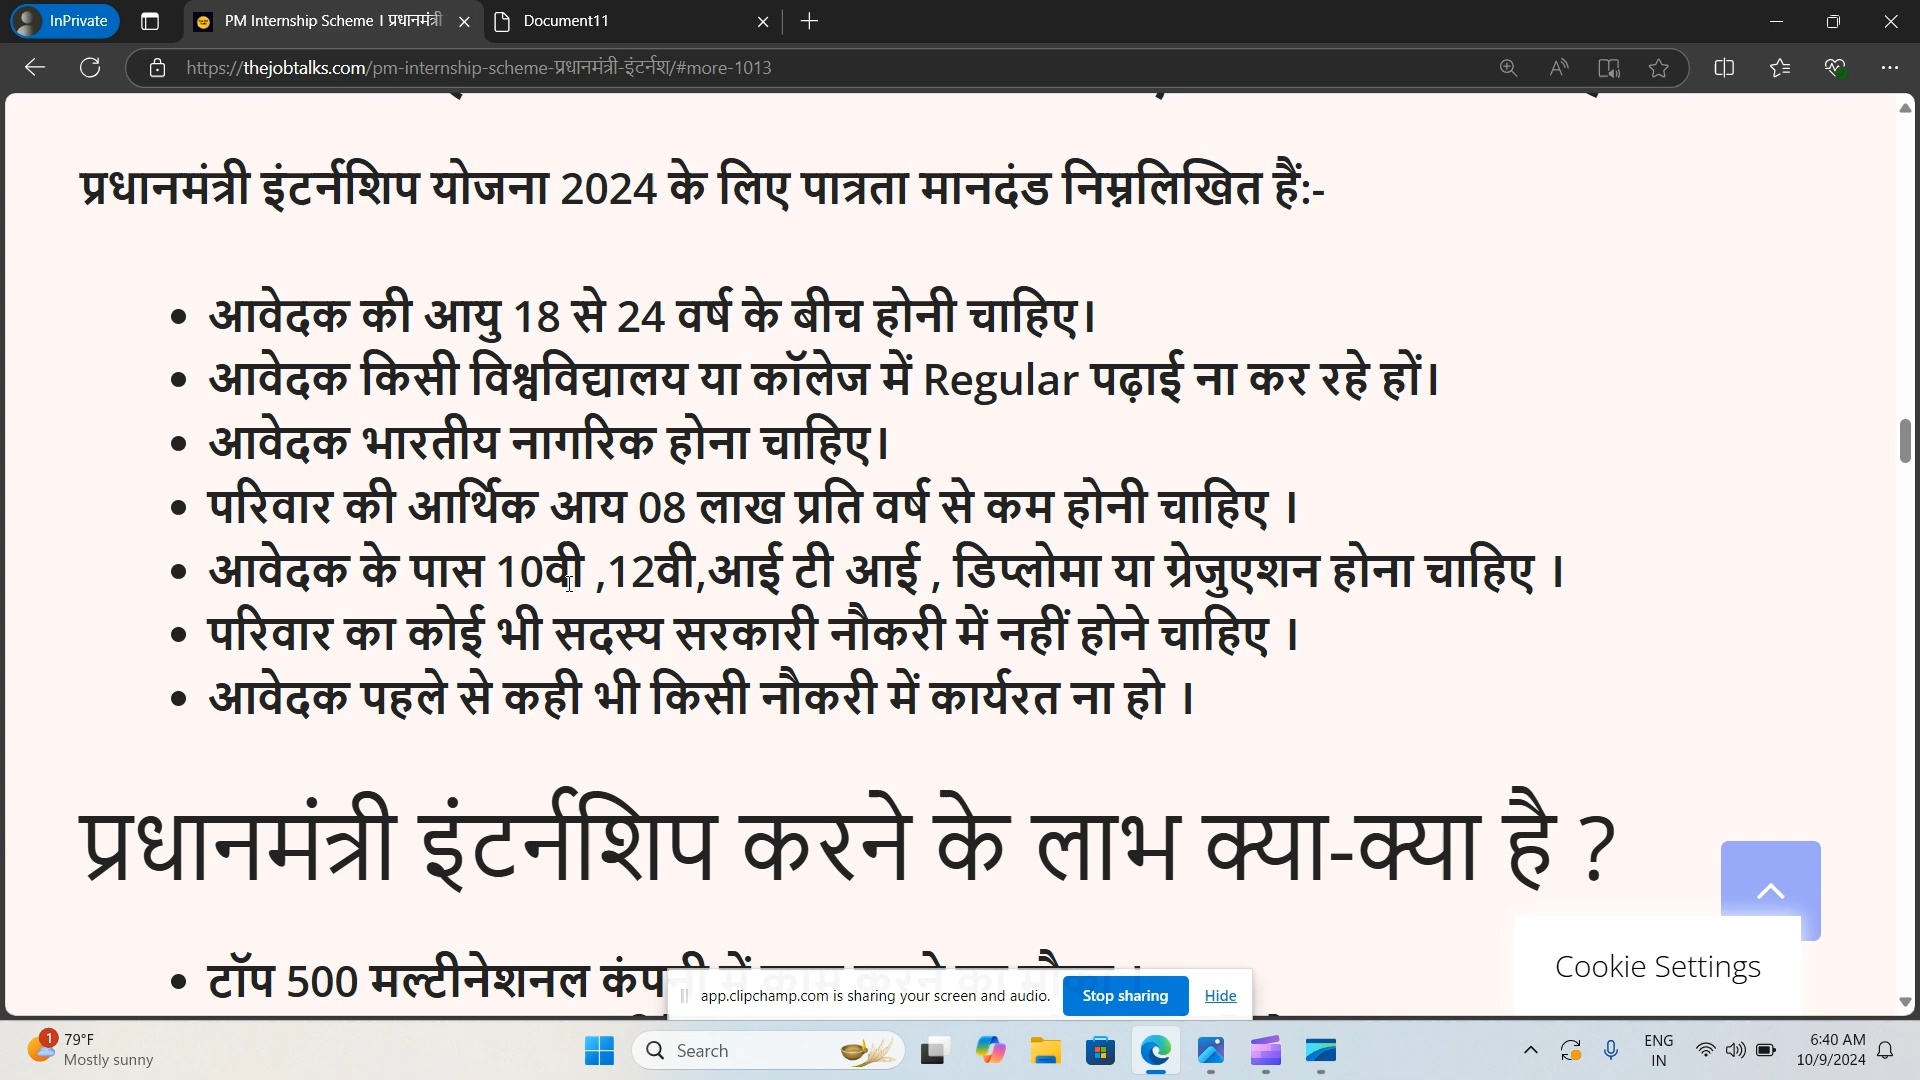 InPrivate
PM Internship Scheme I प्रधानमंत्री
Document11
https://thejobtalks.com/pm-internship-scheme-प्रधानमंत्री-इंटर्नश/#more-1013
प्रधानमंत्री इंटर्नशिप योजना 2024 के लिए पात्रता मानदंड निम्नलिखित हैं:-
• आवेदक की आयु 18 से 24 वर्ष के बीच होनी चाहिए।
• आवेदक किसी विश्वविद्यालय या कॉलेज में Regular पढ़ाई ना कर रहे हों।
• आवेदक भारतीय नागरिक होना चाहिए।
• परिवार की आर्थिक आय 08 लाख प्रति वर्ष से कम होनी चाहिए ।
• आवेदक के पास 10वी ,12वी,आई टी आई , डिप्लोमा या ग्रेजुएशन होना चाहिए ।
• परिवार का कोई भी सदस्य सरकारी नौकरी में नहीं होने चाहिए ।
• आवेदक पहले से कही भी किसी नौकरी में कार्यरत ना हो ।
प्रधानमंत्री इंटर्नशिप करने के लाभ क्या-क्या है ?
• टॉप 500 मल्टीनेशनल कंपनी में काम करने का मौका ।
Cookie Settings
app.clipchamp.com is sharing your screen and audio.
Stop sharing
Hide
1
79°F
Mostly sunny
Search
ENG
IN
6:40 AM
10/9/2024